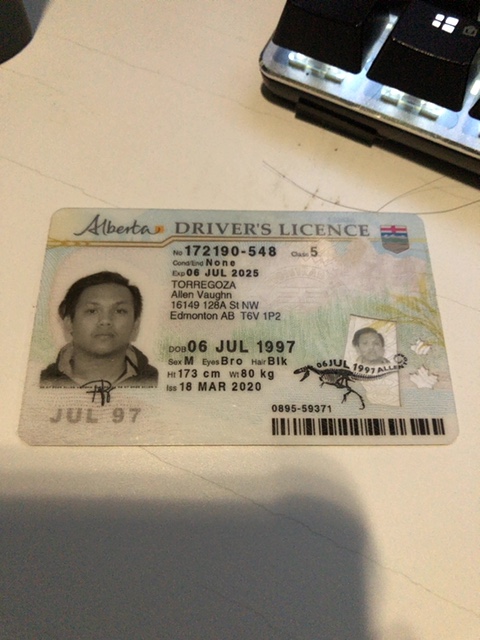 Alberta DRIVER'S LICENCE
No 172190-548 Class 5
Cond/End None
Exp 06 JUL 2025
TORREGOZA
Allen Vaughn
16149 128A St NW
Edmonton AB T6V 1P2
DOB 06 JUL 1997
Sex M Eyes Bro Hair Blk
Ht 173 cm Wt 80 kg
Iss 18 MAR 2020
06 JUL 1997 ALLEN
JUL 97
0895-59371